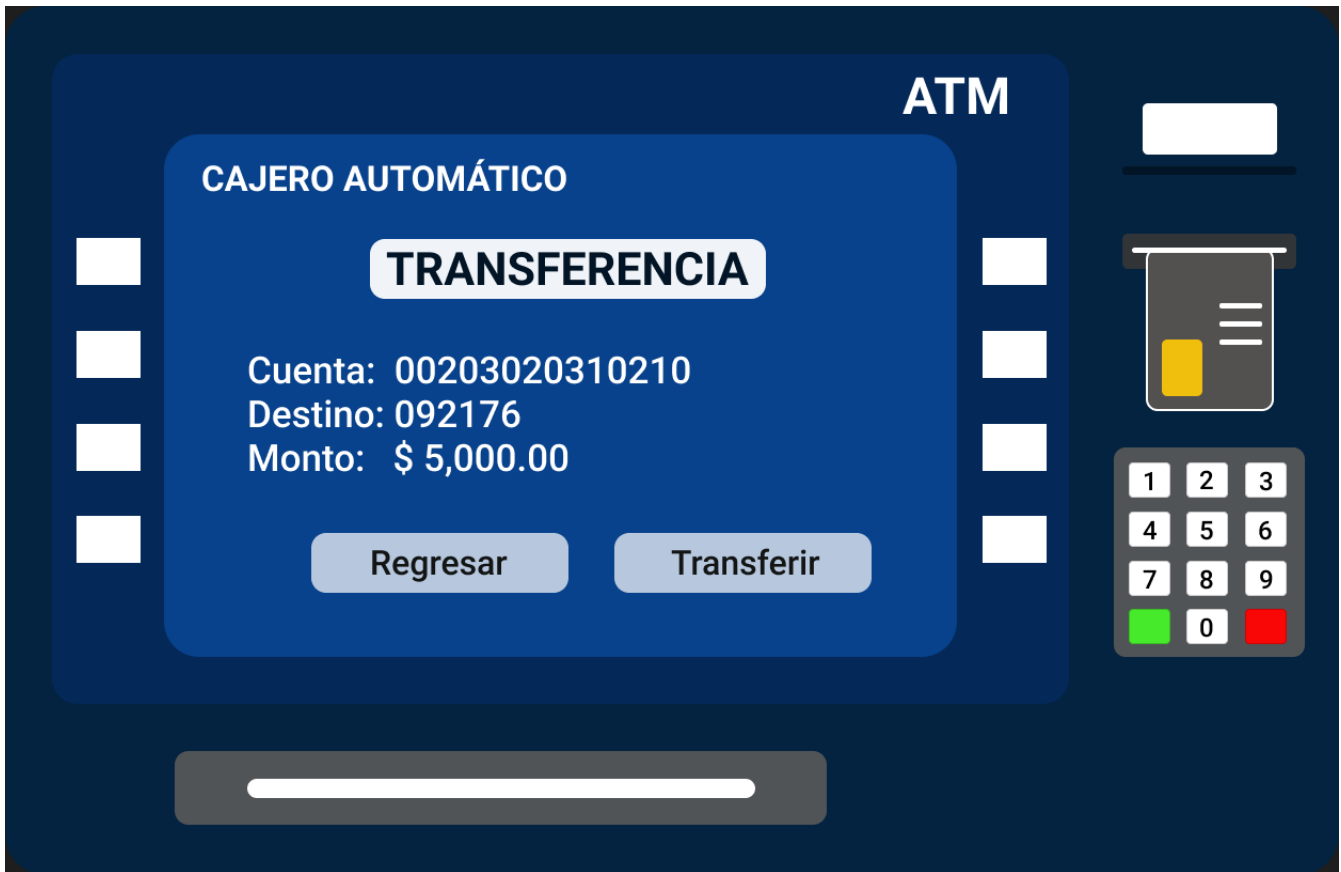 ATM
CAJERO AUTOMÁTICO
TRANSFERENCIA
Cuenta: 00203020310210
Destino: 092176
Monto: $ 5,000.00
Regresar Transferir
1 2 3
4 5 6
7 8 9
0